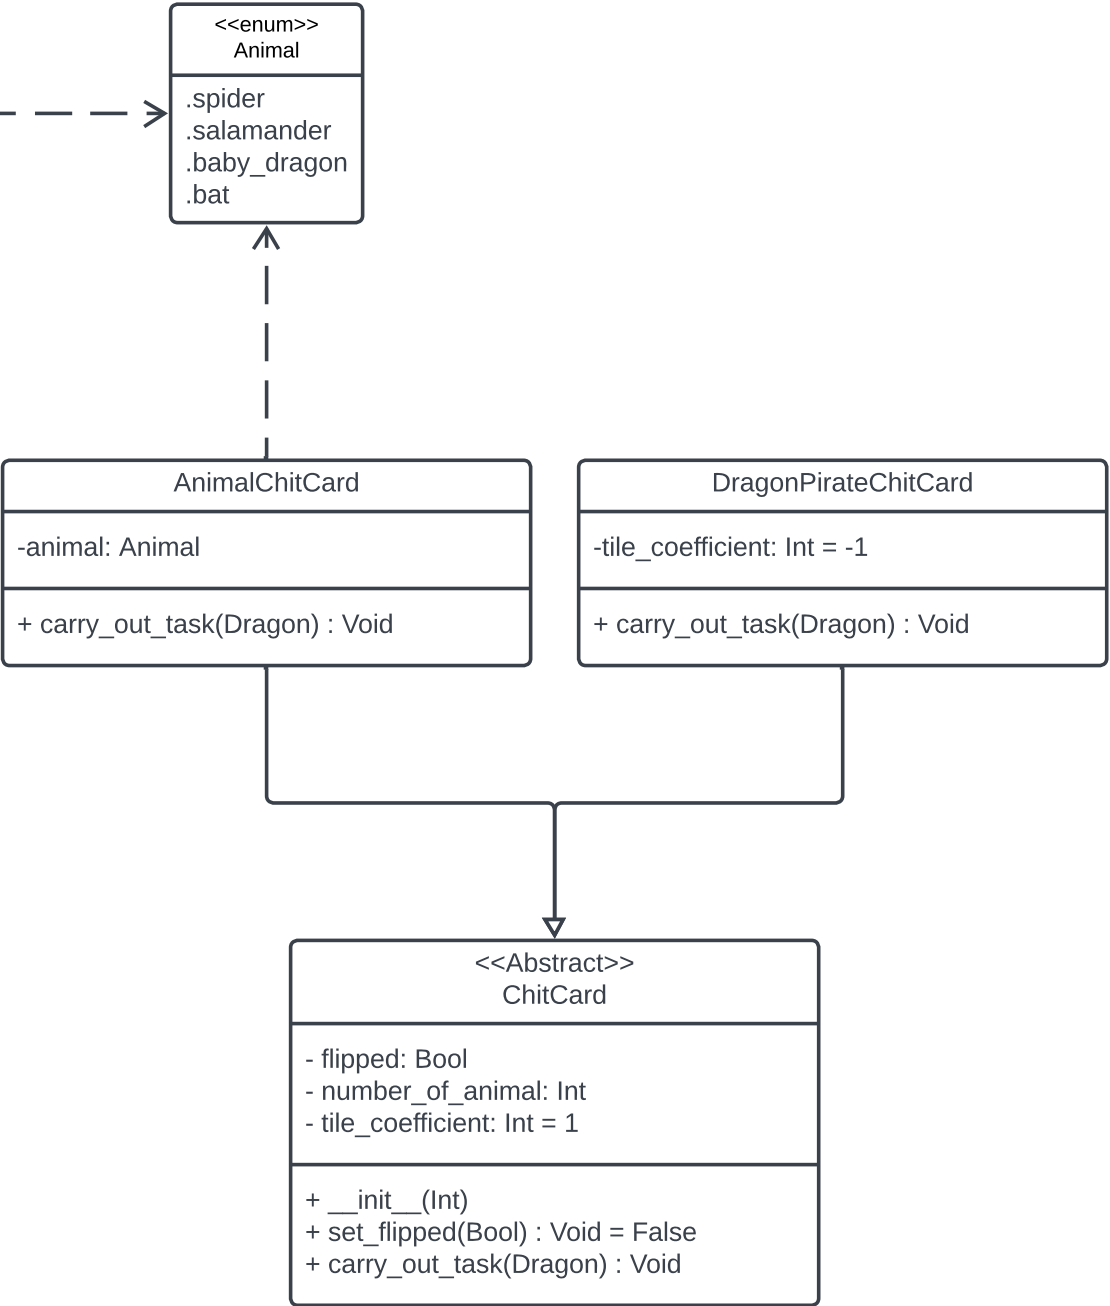 <<enum>>
Animal
.spider
.salamander
.baby_dragon
.bat
AnimalChitCard
-animal: Animal
+ carry_out_task(Dragon) : Void
DragonPirateChitCard
-tile_coefficient: Int = -1
+ carry_out_task(Dragon) : Void
<<Abstract>>
ChitCard
- flipped: Bool
- number_of_animal: Int
- tile_coefficient: Int = 1
+ __init__(Int)
+ set_flipped(Bool) : Void = False
+ carry_out_task(Dragon) : Void